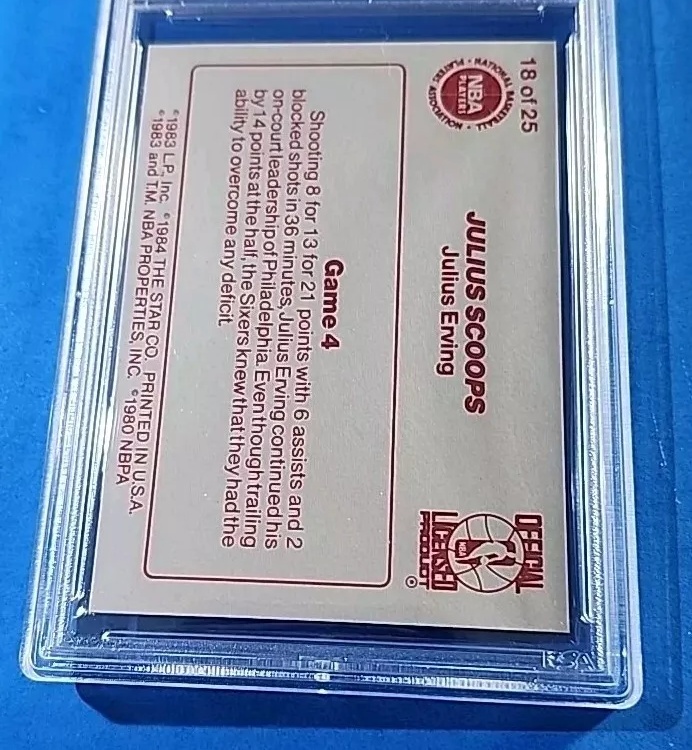 18 of 25
NATIONAL BASKETBALL
NBA
PLAYERS
PLAYERS ASSOCIATION
JULIUS SCOOPS
Julius Erving
OFFICIAL
NBA
LICENSED
PRODUCT
Game 4
Shooting 8 for 13 for 21 points with 6 assists and 2
blocked shots in 36 minutes, Julius Erving continued his
on-court leadership of Philadelphia. Even though trailing
by 14 points at the half, the Sixers knew that they had the
ability to overcome any deficit.
©1983 L.P., Inc. ©1984 THE STAR CO. PRINTED IN U.S.A.
©1983 and T.M. NBA PROPERTIES, INC. ©1980 NBPA
PSA